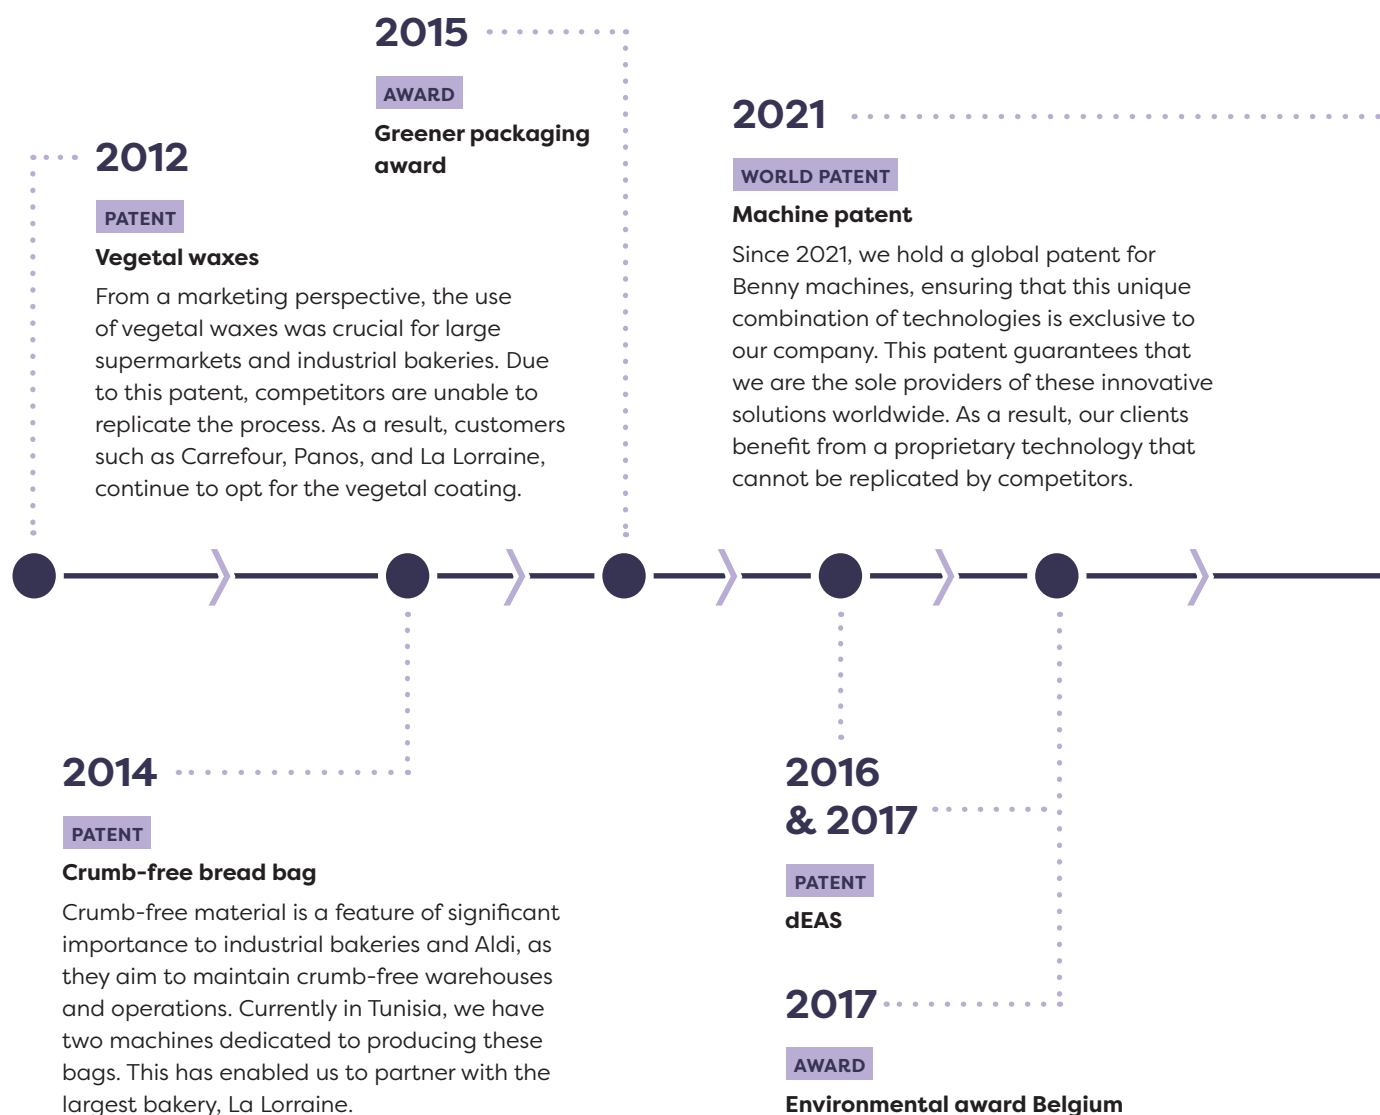 2012
PATENT
Vegetal waxes
From a marketing perspective, the use
of vegetal waxes was crucial for large
supermarkets and industrial bakeries. Due
to this patent, competitors are unable to
replicate the process. As a result, customers
such as Carrefour, Panos, and La Lorraine,
continue to opt for the vegetal coating.
2014
PATENT
Crumb-free bread bag
Crumb-free material is a feature of significant
importance to industrial bakeries and Aldi, as
they aim to maintain crumb-free warehouses
and operations. Currently in Tunisia, we have
two machines dedicated to producing these
bags. This has enabled us to partner with the
largest bakery, La Lorraine.
2015
AWARD
Greener packaging
award
2016
& 2017
PATENT
dEAS
2017
AWARD
Environmental award Belgium
2021
WORLD PATENT
Machine patent
Since 2021, we hold a global patent for
Benny machines, ensuring that this unique
combination of technologies is exclusive to
our company. This patent guarantees that
we are the sole providers of these innovative
solutions worldwide. As a result, our clients
benefit from a proprietary technology that
cannot be replicated by competitors.